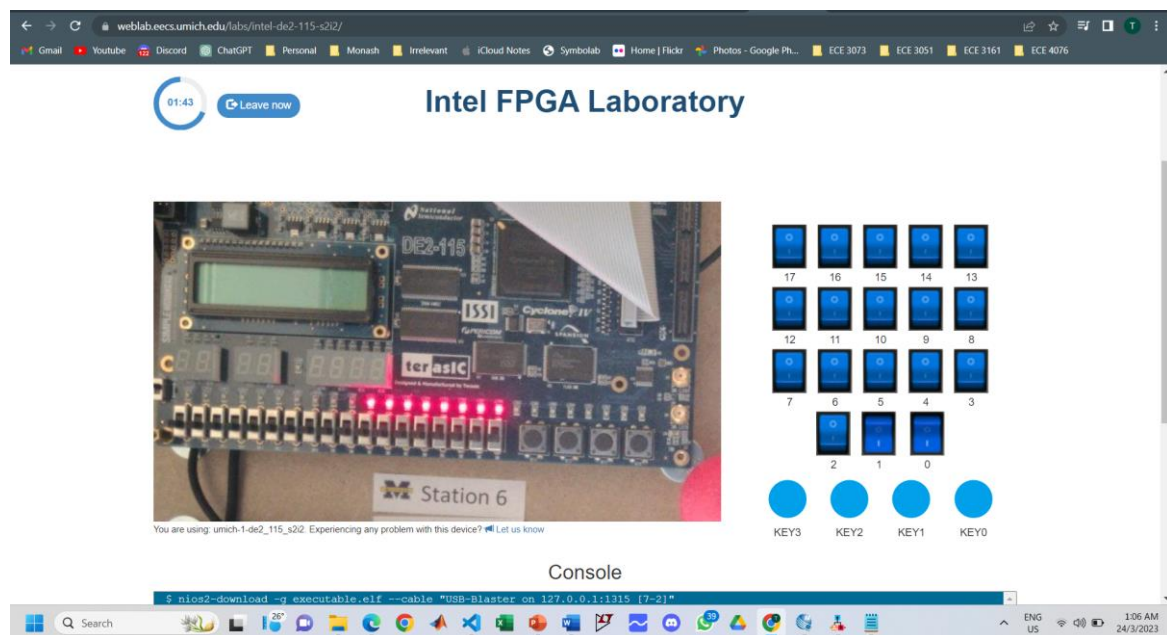 weblab.eecs.umich.edu/labs/intel-de2-115-s2i2/
Gmail Youtube Discord ChatGPT Personal Monash Irrelevant iCloud Notes Symbolab Home | Flickr Photos - Google Ph... ECE 3073 ECE 3051 ECE 3161 ECE 4076
01:43 Leave now Intel FPGA Laboratory
National Semiconductor
DE2-115
ISSI Cyclone IV
terasIC
Station 6
17 16 15 14 13
12 11 10 9 8
7 6 5 4 3
2 1 0
KEY3 KEY2 KEY1 KEY0
You are using: umich-1-de2_115_s2i2. Experiencing any problem with this device? Let us know
Console
$ nios2-download -g executable.elf --cable "USB-Blaster on 127.0.0.1:1315 [7-2]"
Search 26° 39 ENG US 1:06 AM 24/3/2023